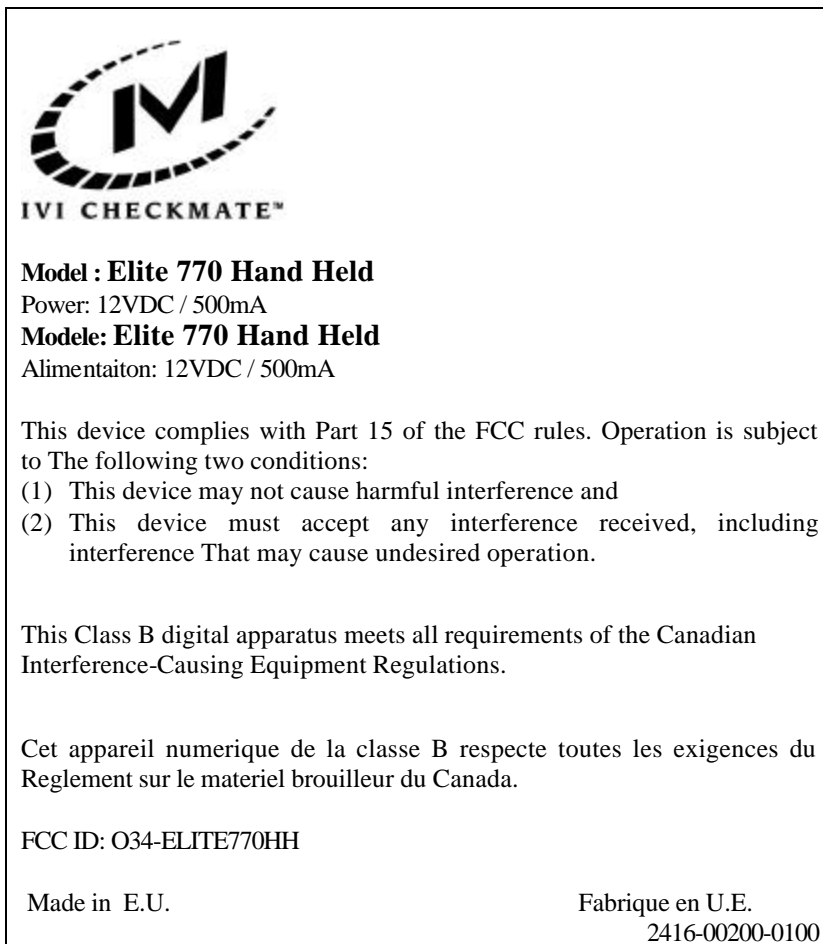 IVI CHECKMATE™
Model : Elite 770 Hand Held
Power: 12VDC / 500mA
Modele: Elite 770 Hand Held
Alimentaiton: 12VDC / 500mA
This device complies with Part 15 of the FCC rules. Operation is subject
to The following two conditions:
(1) This device may not cause harmful interference and
(2) This device must accept any interference received, including
interference That may cause undesired operation.
This Class B digital apparatus meets all requirements of the Canadian
Interference-Causing Equipment Regulations.
Cet appareil numerique de la classe B respecte toutes les exigences du
Reglement sur le materiel brouilleur du Canada.
FCC ID: O34-ELITE770HH
Made in E.U. Fabrique en U.E.
2416-00200-0100